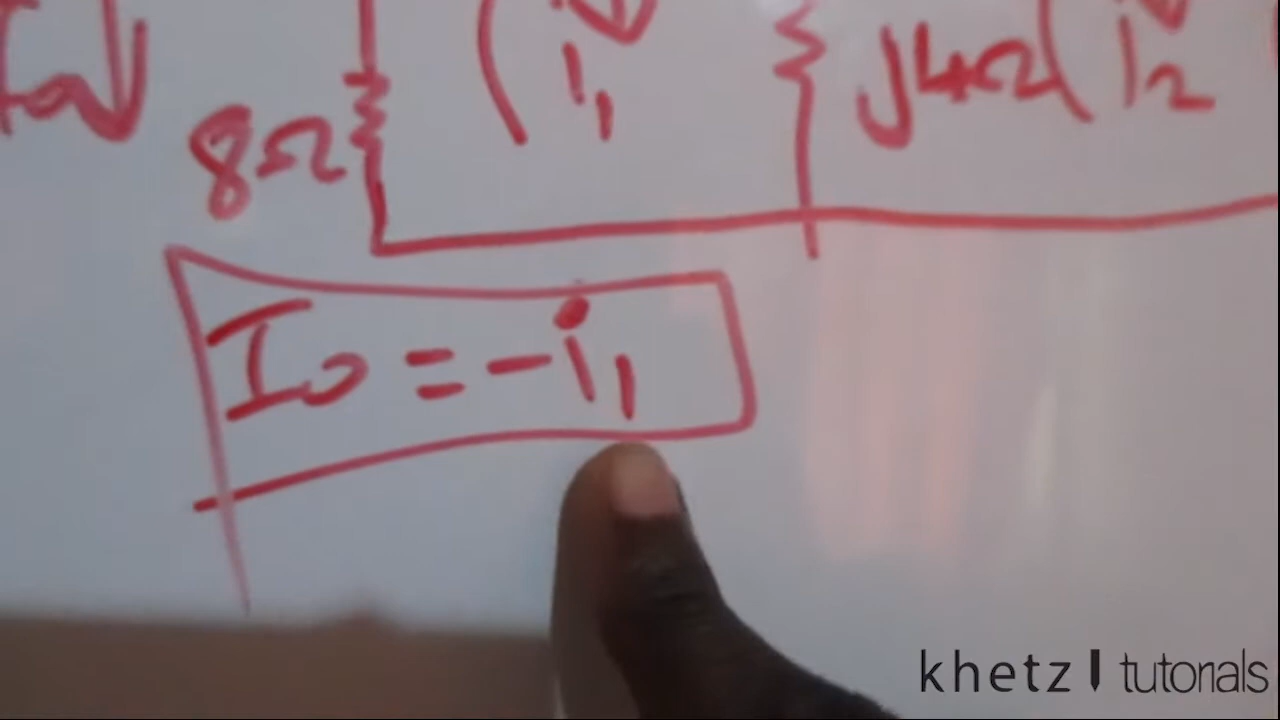 i₁
j4Ω
i₂
8Ω
Io = -i₁
khetz tutorials